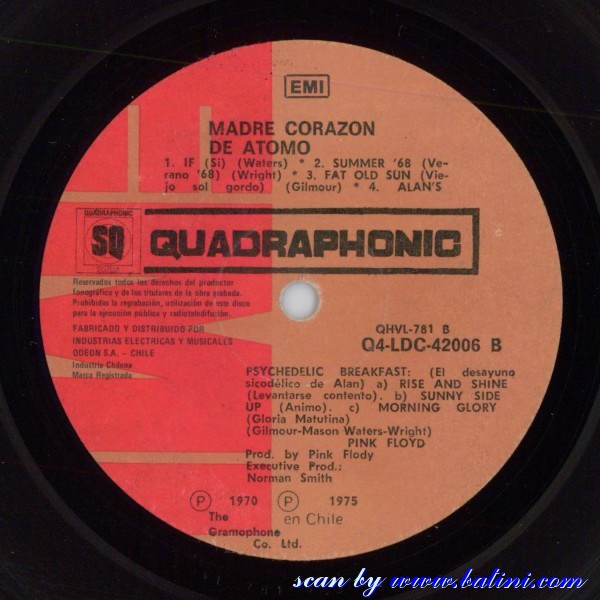 EMI
MADRE CORAZON
DE ATOMO
1. IF (Si) (Waters) * 2. SUMMER '68 (Ve-
rano '68) (Wright) * 3. FAT OLD SUN (Vie-
jo sol gordo) (Gilmour) * 4. ALAN'S
QUADRAPHONIC
SQ
QUADRAPHONIC
Reservados todos los derechos del productor
fonográfico y de los titulares de la obra grabada.
Prohibidos la regrabación, utilización de este disco
para la ejecución pública y radioteledifución.
FABRICADO Y DISTRIBUIDO POR
INDUSTRIAS ELECTRICAS Y MUSICALES
ODEON S.A. – CHILE
Industria Chilena
Marca Registrada
QHVL-781 B
Q4-LDC-42006 B
PSYCHEDELIC BREAKFAST: (El desayuno
sicodélico de Alan) a) RISE AND SHINE
(Levantarse contento). b) SUNNY SIDE
UP (Animo). c) MORNING GLORY
(Gloria Matutina)
(Gilmour-Mason Waters-Wright)
PINK FLOYD
Prod. by Pink Flody
Executive Prod.:
Norman Smith
P 1970 P 1975
The en Chile
Gramophone
Co. Ltd.
scan by www.batini.com